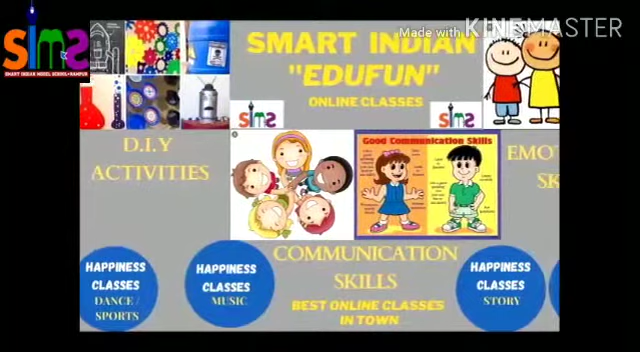 sims
SMART INDIAN MODEL SCHOOL-RAMPUR
Made with KINEMASTER
SMART INDIAN
"EDUFUN"
ONLINE CLASSES
sims
sims
D.I.Y
ACTIVITIES
Good Communication Skills
EMOT
SK
COMMUNICATION
SKILLS
BEST ONLINE CLASSES
IN TOWN
HAPPINESS
CLASSES
DANCE /
SPORTS
HAPPINESS
CLASSES
MUSIC
HAPPINESS
CLASSES
STORY